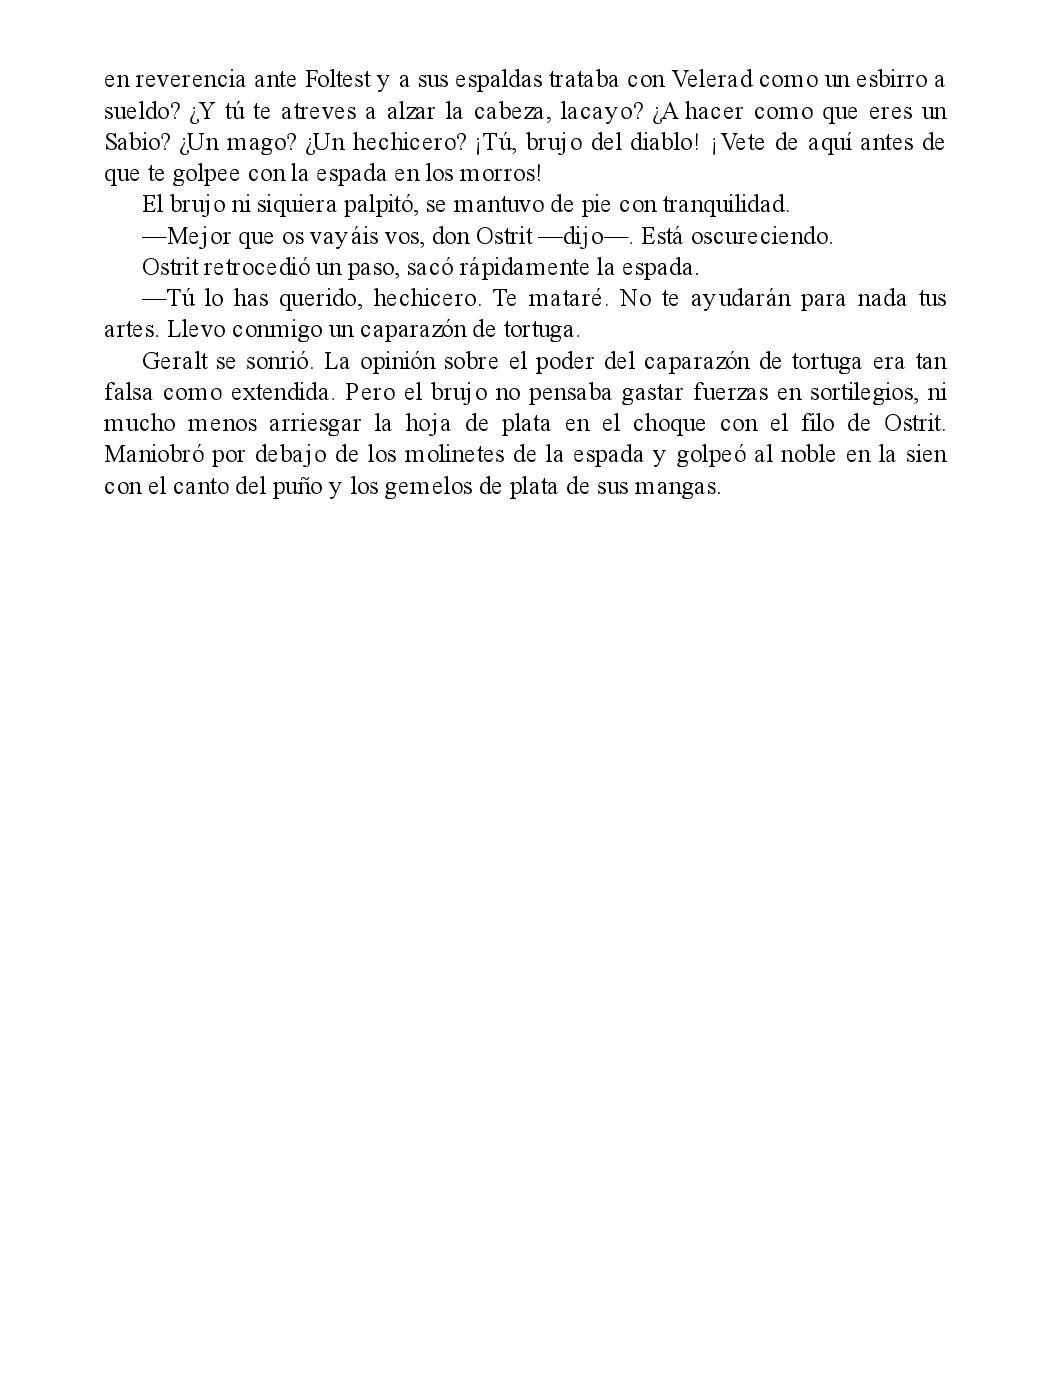 en reverencia ante Foltest y a sus espaldas trataba con Velerad como un esbirro a
sueldo? ¿Y tú te atreves a alzar la cabeza, lacayo? ¿A hacer como que eres un
Sabio? ¿Un mago? ¿Un hechicero? ¡Tú, brujo del diablo! ¡Vete de aquí antes de
que te golpee con la espada en los morros!
El brujo ni siquiera palpitó, se mantuvo de pie con tranquilidad.
—Mejor que os vayáis vos, don Ostrit —dijo—. Está oscureciendo.
Ostrit retrocedió un paso, sacó rápidamente la espada.
—Tú lo has querido, hechicero. Te mataré. No te ayudarán para nada tus
artes. Llevo conmigo un caparazón de tortuga.
Geralt se sonrió. La opinión sobre el poder del caparazón de tortuga era tan
falsa como extendida. Pero el brujo no pensaba gastar fuerzas en sortilegios, ni
mucho menos arriesgar la hoja de plata en el choque con el filo de Ostrit.
Maniobró por debajo de los molinetes de la espada y golpeó al noble en la sien
con el canto del puño y los gemelos de plata de sus mangas.